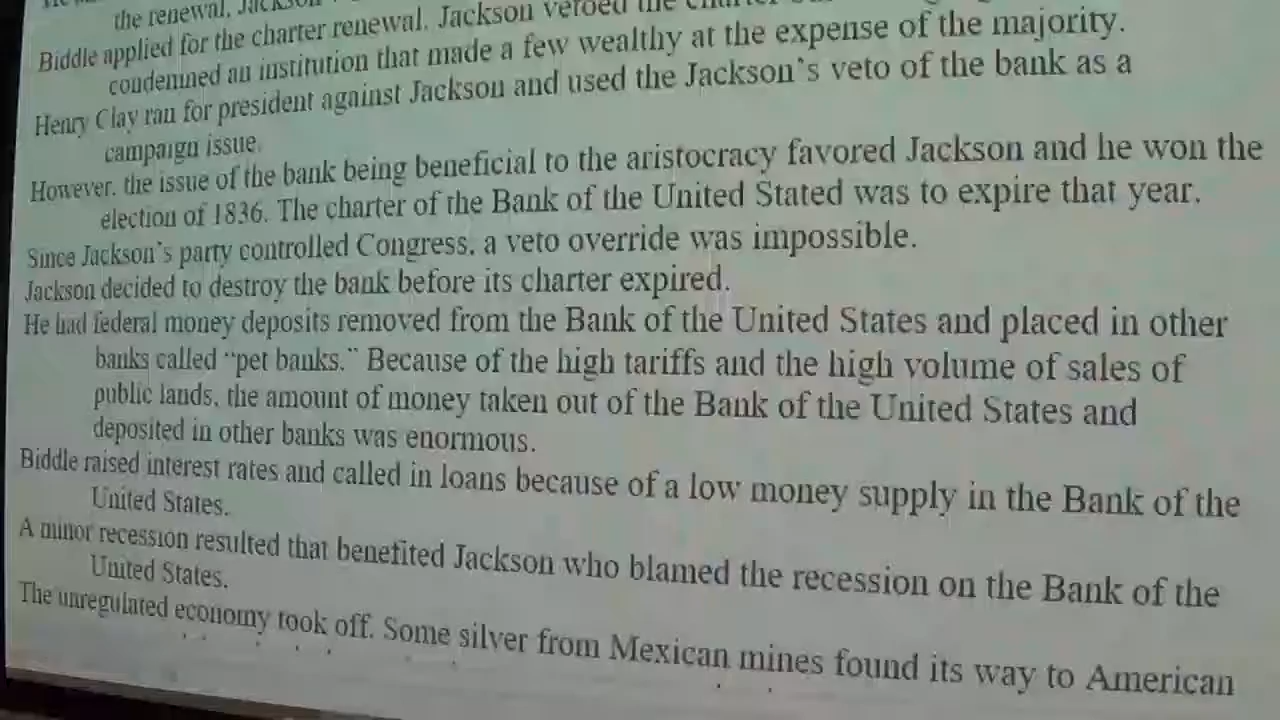 the renewal, Jackson
Biddle applied for the charter renewal. Jackson vetoed the
condemned an institution that made a few wealthy at the expense of the majority.
Henry Clay ran for president against Jackson and used the Jackson's veto of the bank as a
campaign issue.
However, the issue of the bank being beneficial to the aristocracy favored Jackson and he won the
election of 1836. The charter of the Bank of the United Stated was to expire that year.
Since Jackson's party controlled Congress, a veto override was impossible.
Jackson decided to destroy the bank before its charter expired.
He had federal money deposits removed from the Bank of the United States and placed in other
banks called “pet banks.” Because of the high tariffs and the high volume of sales of
public lands, the amount of money taken out of the Bank of the United States and
deposited in other banks was enormous.
Biddle raised interest rates and called in loans because of a low money supply in the Bank of the
United States.
A minor recession resulted that benefited Jackson who blamed the recession on the Bank of the
United States.
The unregulated economy took off. Some silver from Mexican mines found its way to American